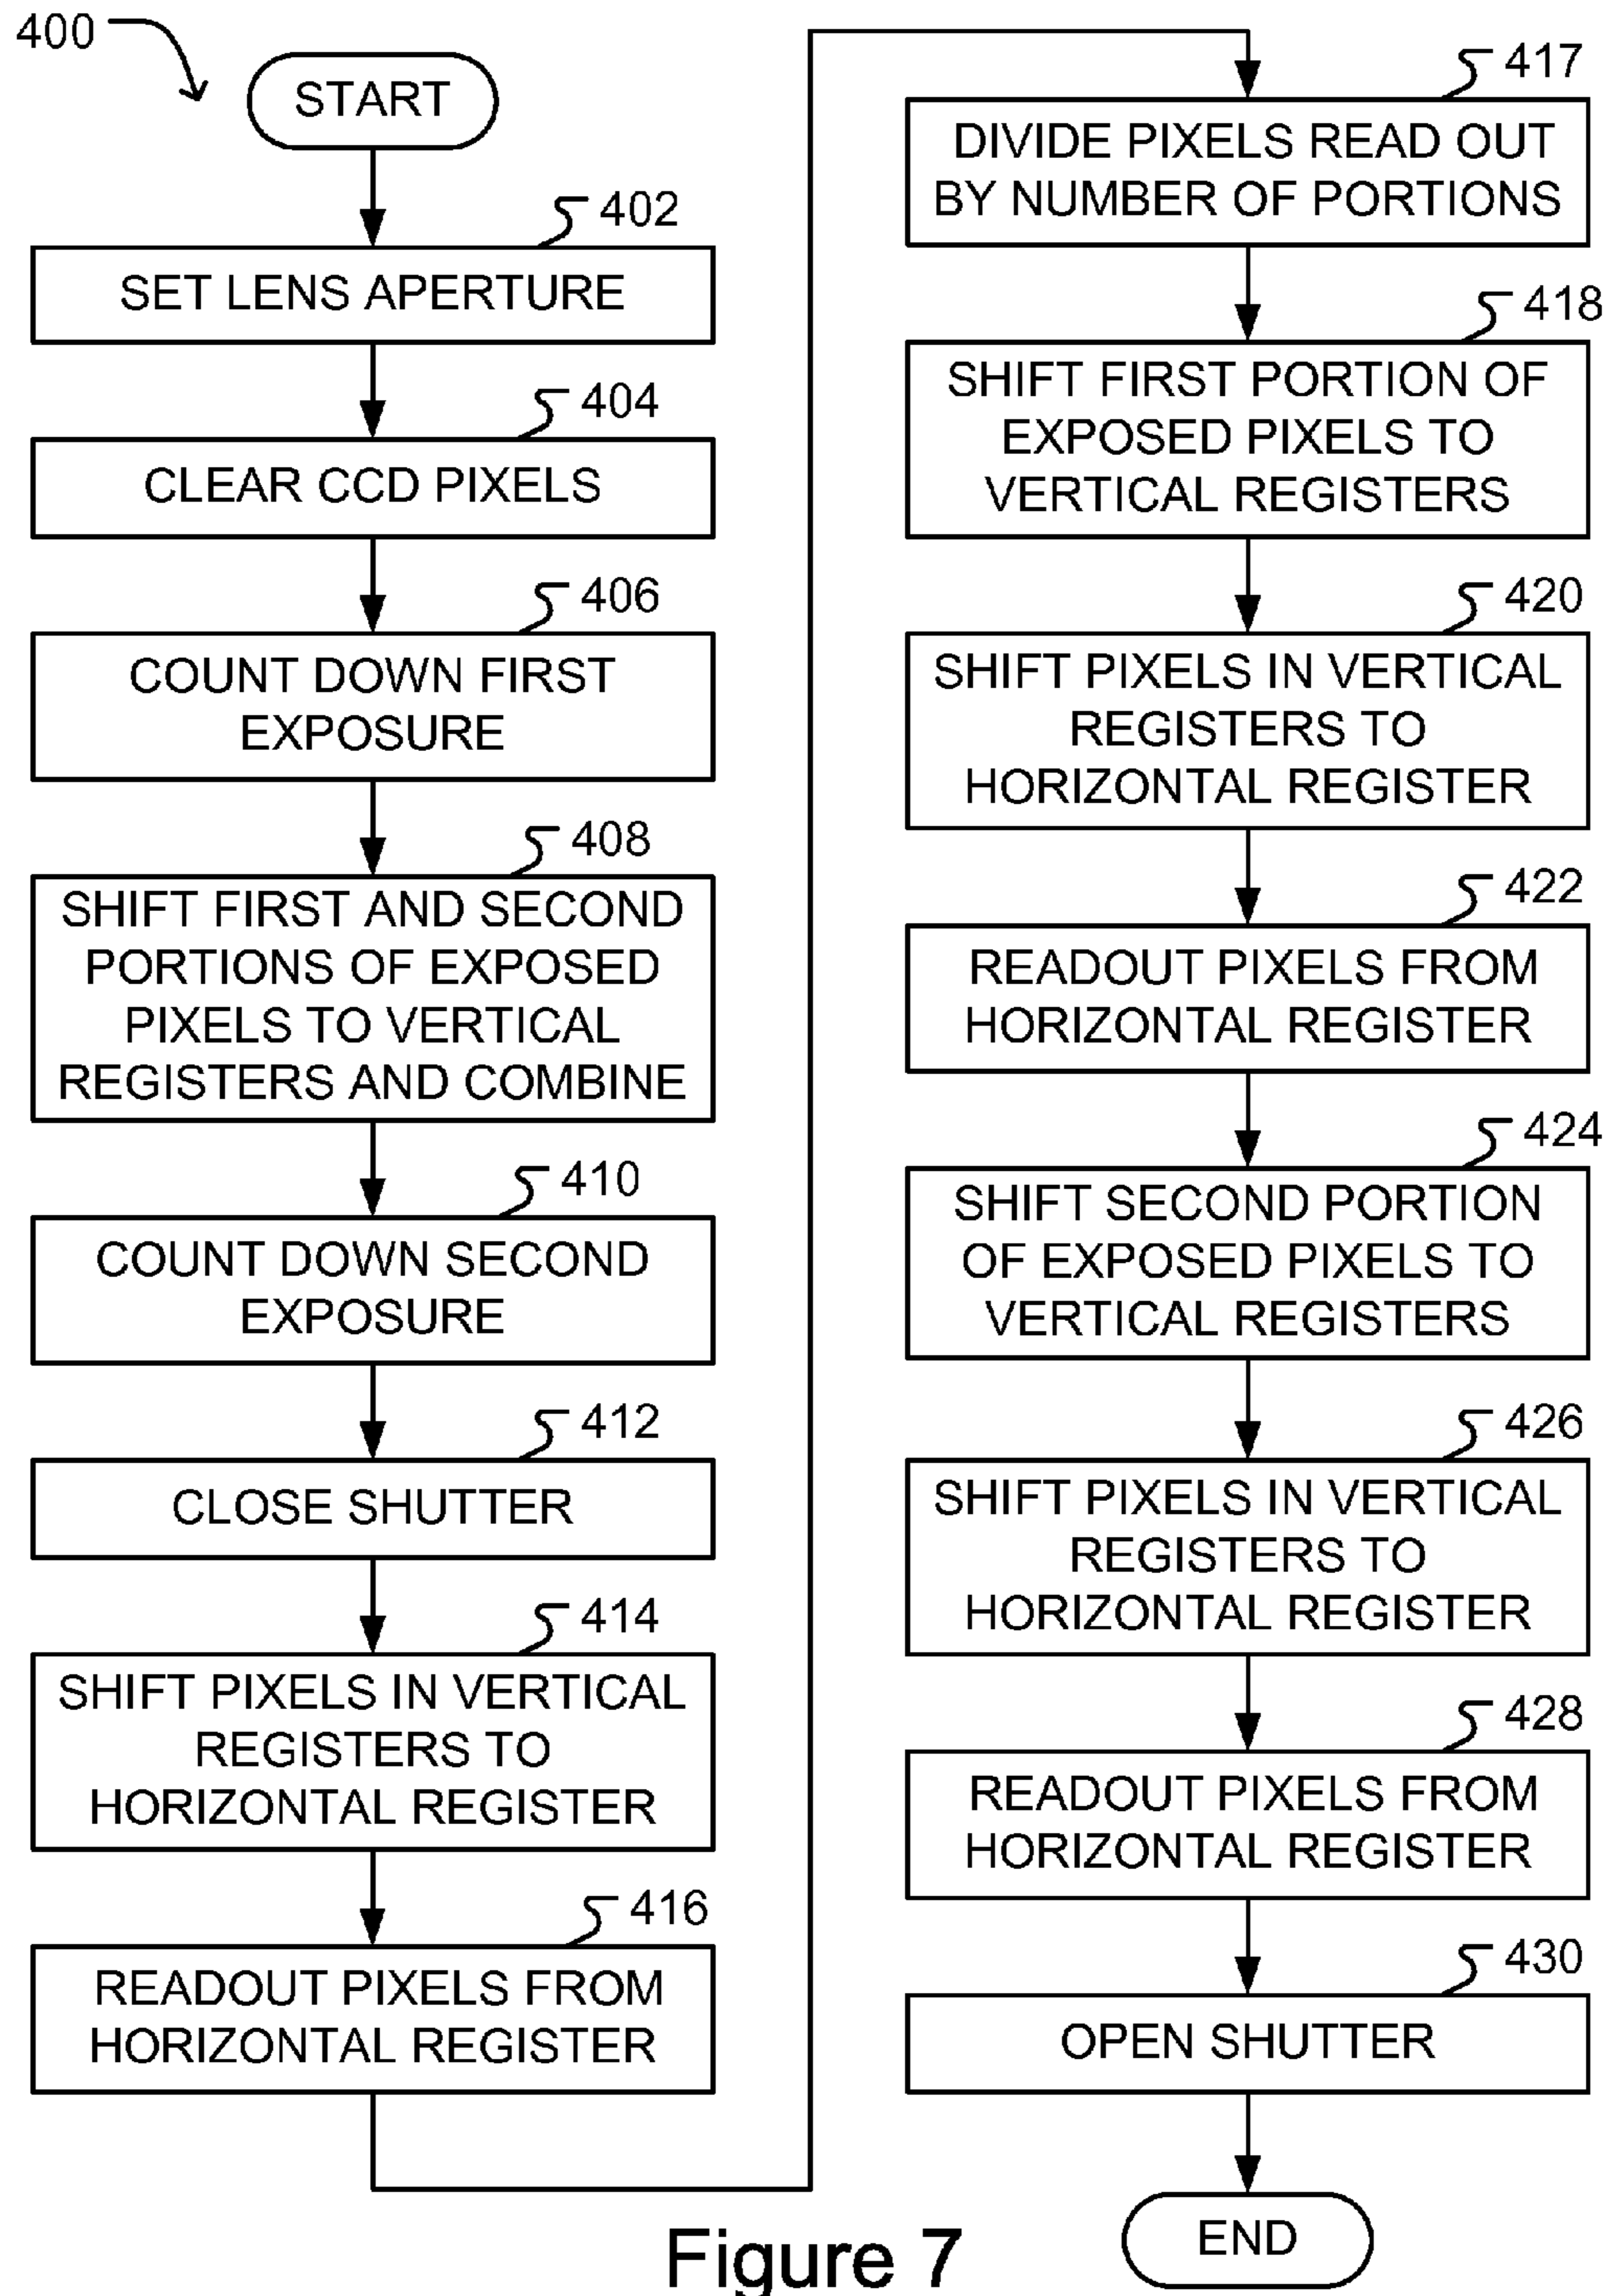 400
START
402
SET LENS APERTURE
404
CLEAR CCD PIXELS
406
COUNT DOWN FIRST
EXPOSURE
408
SHIFT FIRST AND SECOND
PORTIONS OF EXPOSED
PIXELS TO VERTICAL
REGISTERS AND COMBINE
410
COUNT DOWN SECOND
EXPOSURE
412
CLOSE SHUTTER
414
SHIFT PIXELS IN VERTICAL
REGISTERS TO
HORIZONTAL REGISTER
416
READOUT PIXELS FROM
HORIZONTAL REGISTER
417
DIVIDE PIXELS READ OUT
BY NUMBER OF PORTIONS
418
SHIFT FIRST PORTION OF
EXPOSED PIXELS TO
VERTICAL REGISTERS
420
SHIFT PIXELS IN VERTICAL
REGISTERS TO
HORIZONTAL REGISTER
422
READOUT PIXELS FROM
HORIZONTAL REGISTER
424
SHIFT SECOND PORTION
OF EXPOSED PIXELS TO
VERTICAL REGISTERS
426
SHIFT PIXELS IN VERTICAL
REGISTERS TO
HORIZONTAL REGISTER
428
READOUT PIXELS FROM
HORIZONTAL REGISTER
430
OPEN SHUTTER
END
Figure 7